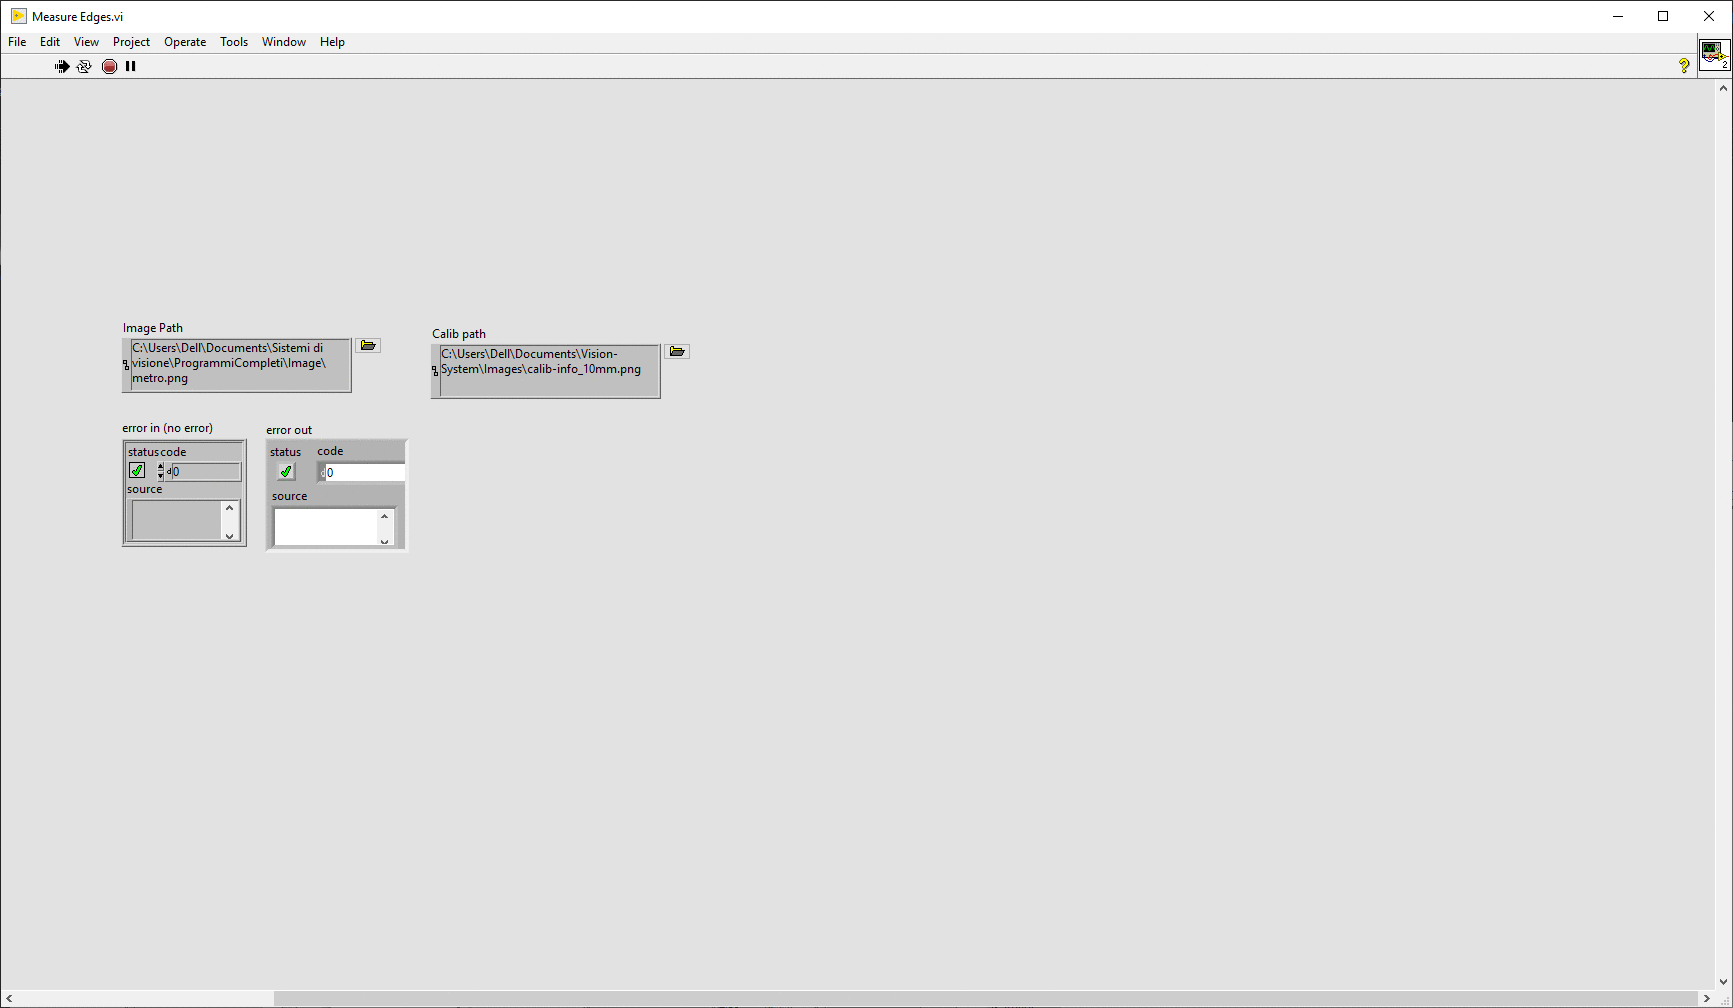 Measure Edges.vi
File Edit View Project Operate Tools Window Help
2
Image Path
C:\Users\Dell\Documents\Sistemi di
visione\ProgrammiCompleti\Image\
metro.png
Calib path
C:\Users\Dell\Documents\Vision-
System\Images\calib-info_10mm.png
error in (no error)
status code
d 0
source
error out
status code
d 0
source